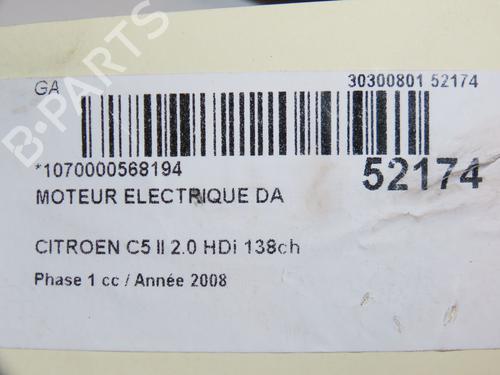 B-PARTS
GA
30300801 52174
*1070000568194
52174
MOTEUR ELECTRIQUE DA
CITROEN C5 II 2.0 HDi 138ch
Phase 1 cc / Année 2008